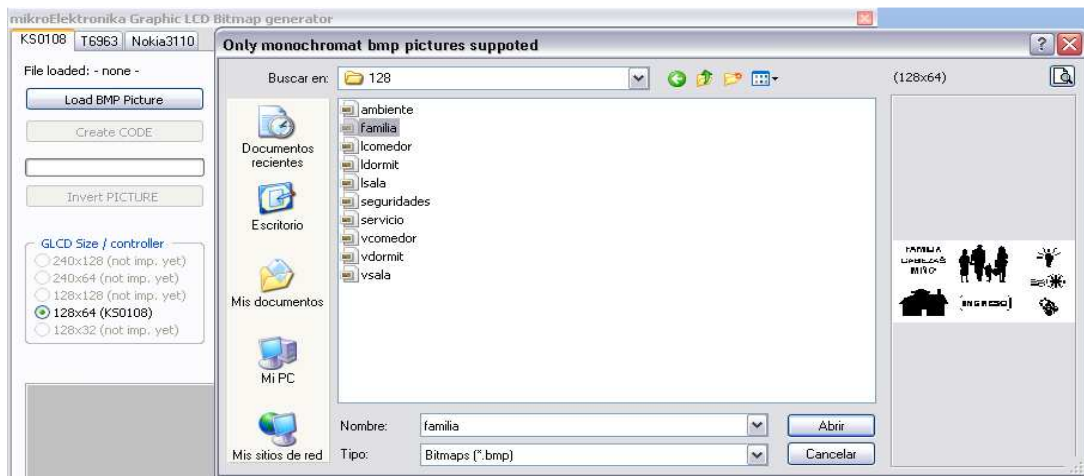 mikroElektronika Graphic LCD Bitmap generator
KS0108 T6963 Nokia3110
File loaded: - none -
Load BMP Picture
Create CODE
Invert PICTURE
GLCD Size / controller
240x128 (not imp. yet)
240x64 (not imp. yet)
128x128 (not imp. yet)
128x64 (KS0108)
128x32 (not imp. yet)
Only monochromat bmp pictures suppoted
Buscar en: 128
Documentos recientes
Escritorio
Mis documentos
Mi PC
Mis sitios de red
ambiente
familia
lcomedor
ldormit
lsala
seguridades
servicio
vcomedor
vdormit
vsala
Nombre: familia
Abrir
Tipo: Bitmaps (*.bmp)
Cancelar
(128x64)
FAMILIA
CABEZAS
MIÑO
INGRESO